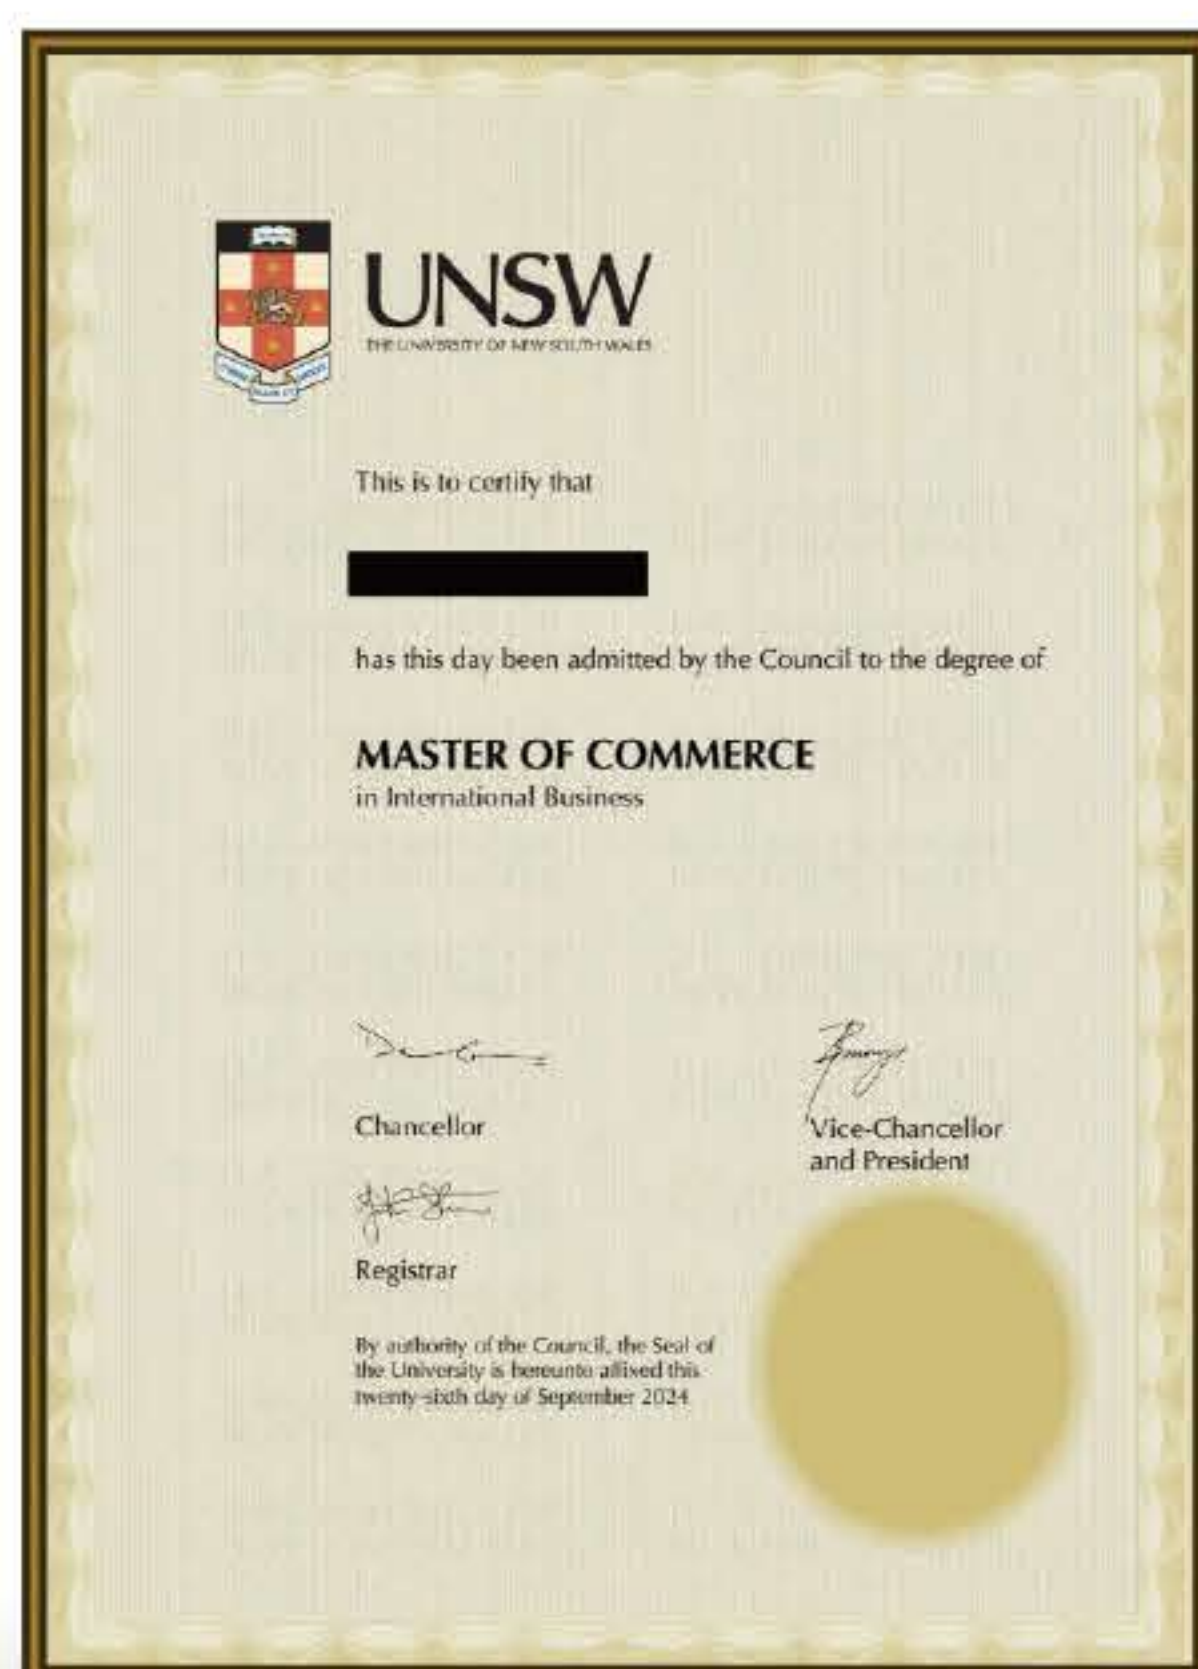 UNSW
THE UNIVERSITY OF NEW SOUTH WALES
This is to certify that
has this day been admitted by the Council to the degree of
MASTER OF COMMERCE
in International Business
Chancellor
Vice-Chancellor
and President
Registrar
By authority of the Council, the Seal of
the University is hereunto affixed this
twenty-sixth day of September 2024